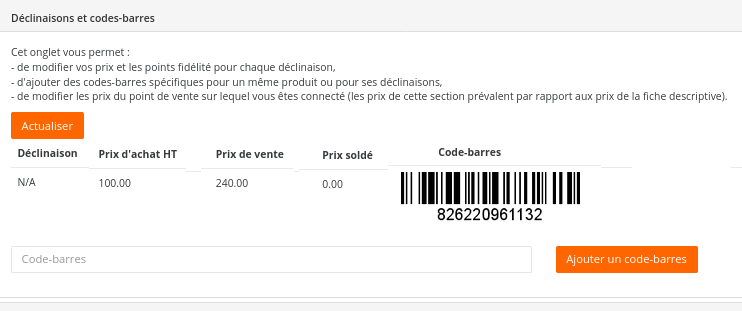 Déclinaisons et codes-barres
Cet onglet vous permet :
- de modifier vos prix et les points fidélité pour chaque déclinaison,
- d'ajouter des codes-barres spécifiques pour un même produit ou pour ses déclinaisons,
- de modifier les prix du point de vente sur lequel vous êtes connecté (les prix de cette section prévalent par rapport aux prix de la fiche descriptive).
Actualiser
Déclinaison Prix d'achat HT Prix de vente Prix soldé Code-barres
N/A 100.00 240.00 0.00
826220961132
Code-barres Ajouter un code-barres